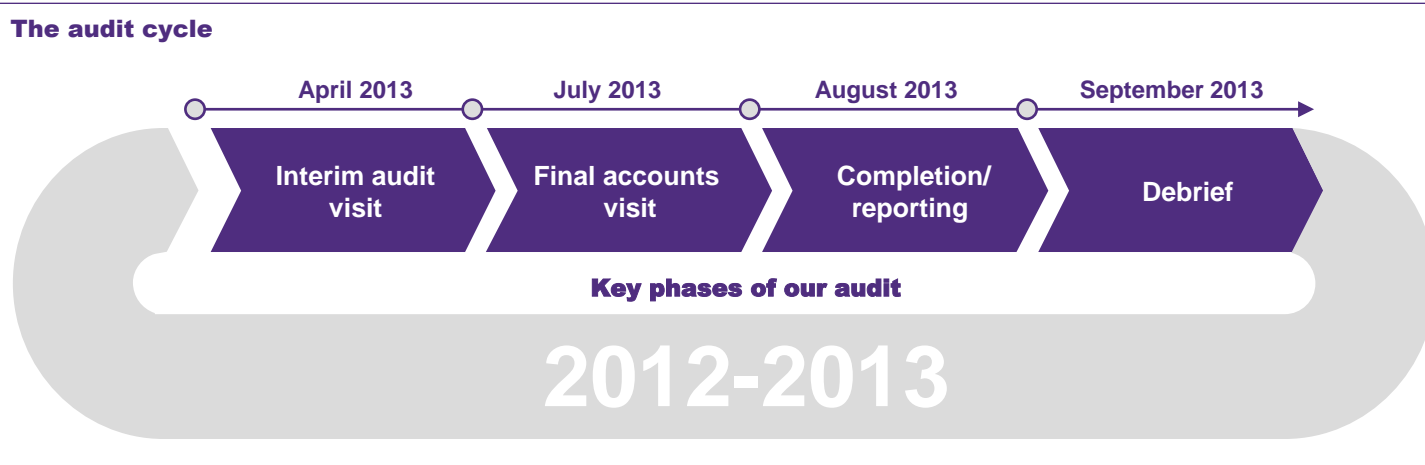 The audit cycle
April 2013 July 2013 August 2013 September 2013
Interim audit
visit
Final accounts
visit
Completion/
reporting
Debrief
Key phases of our audit
2012-2013